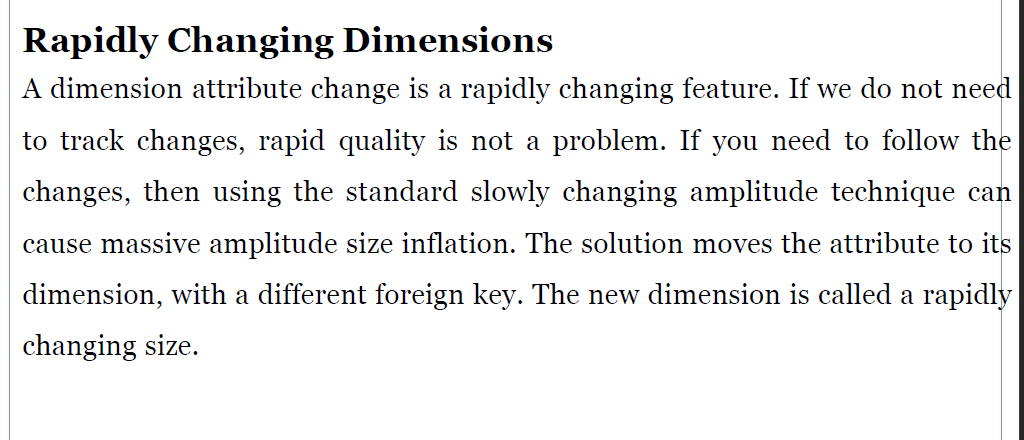 Rapidly Changing Dimensions
A dimension attribute change is a rapidly changing feature. If we do not need
to track changes, rapid quality is not a problem. If you need to follow the
changes, then using the standard slowly changing amplitude technique can
cause massive amplitude size inflation. The solution moves the attribute to its
dimension, with a different foreign key. The new dimension is called a rapidly
changing size.